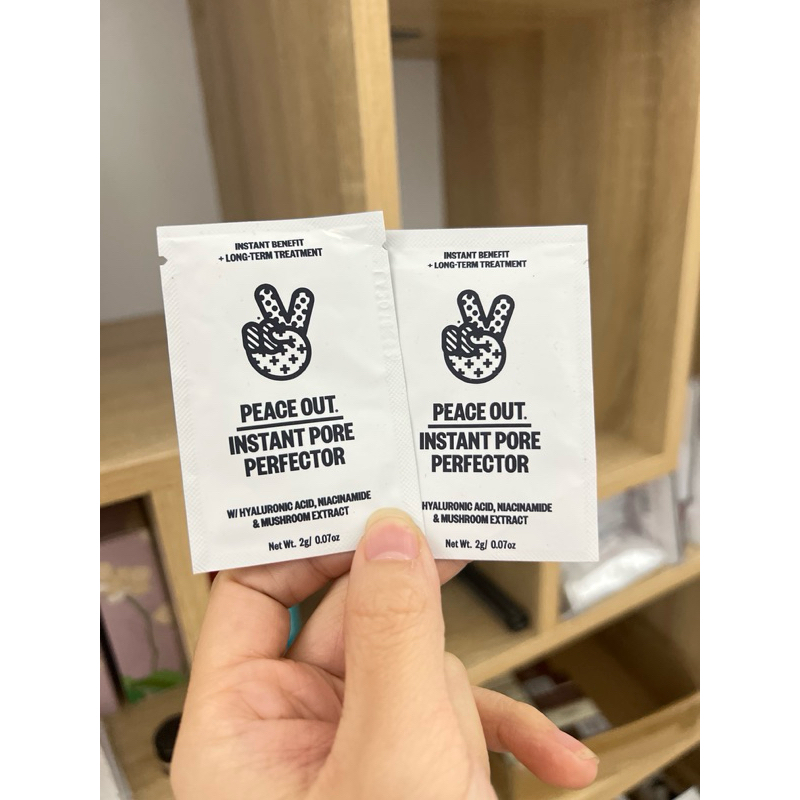 INSTANT BENEFIT
+ LONG-TERM TREATMENT
PEACE OUT.
INSTANT PORE
PERFECTOR
W/ HYALURONIC ACID, NIACINAMIDE
& MUSHROOM EXTRACT
Net Wt. 2g/ 0.07oz
INSTANT BENEFIT
+ LONG-TERM TREATMENT
PEACE OUT.
INSTANT PORE
PERFECTOR
HYALURONIC ACID, NIACINAMIDE
& MUSHROOM EXTRACT
Net Wt. 2g/ 0.07oz